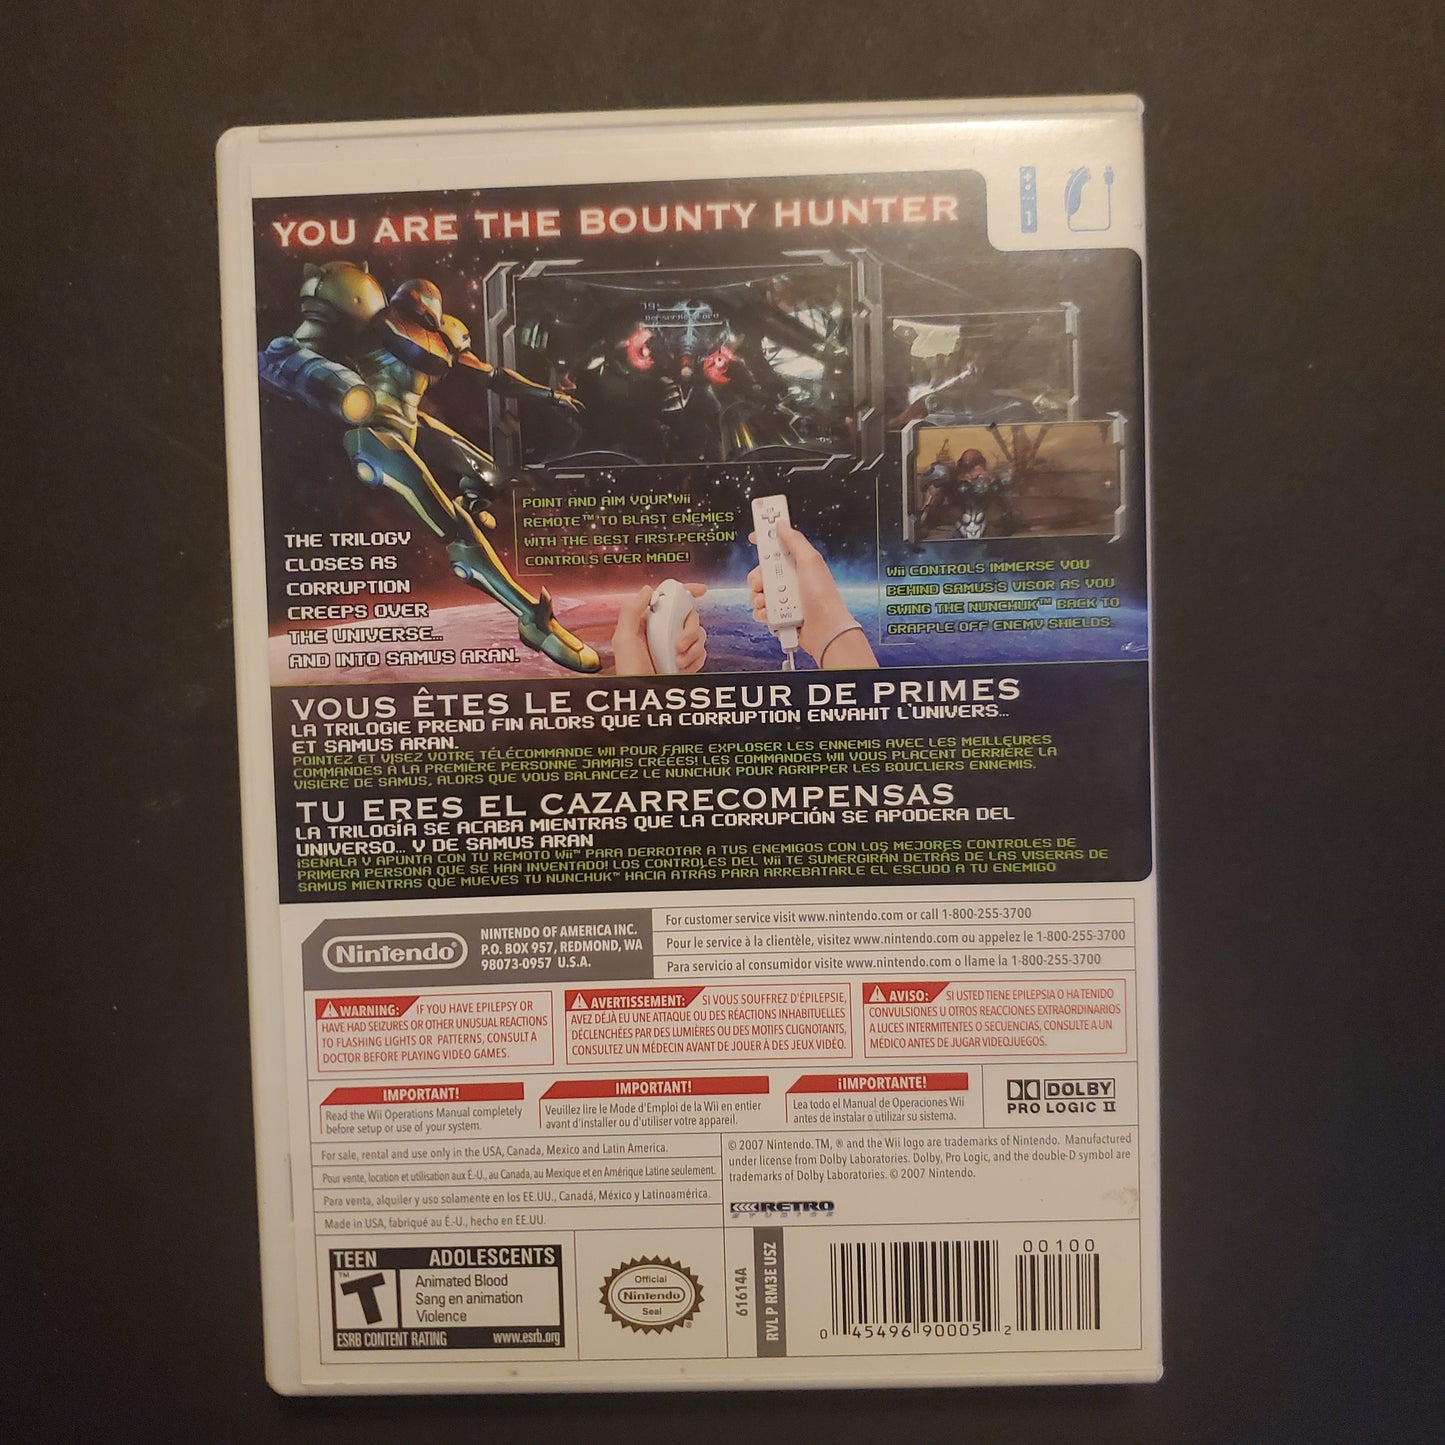 1
YOU ARE THE BOUNTY HUNTER
THE TRILOGY
CLOSES AS
CORRUPTION
CREEPS OVER
THE UNIVERSE...
AND INTO SAMUS ARAN.
POINT AND AIM YOUR Wii
REMOTE™ TO BLAST ENEMIES
WITH THE BEST FIRST-PERSON
CONTROLS EVER MADE!
Wii
Wii CONTROLS IMMERSE YOU
BEHIND SAMUS'S VISOR AS YOU
SWING THE NUNCHUK™ BACK TO
GRAPPLE OFF ENEMY SHIELDS.
VOUS ÊTES LE CHASSEUR DE PRIMES
LA TRILOGIE PREND FIN ALORS QUE LA CORRUPTION ENVAHIT L'UNIVERS...
ET SAMUS ARAN.
POINTEZ ET VISEZ VOTRE TÉLÉCOMMANDE WII POUR FAIRE EXPLOSER LES ENNEMIS AVEC LES MEILLEURES
COMMANDES À LA PREMIÈRE PERSONNE JAMAIS CRÉÉES! LES COMMANDES WII VOUS PLACENT DERRIÈRE LA
VISIÈRE DE SAMUS, ALORS QUE VOUS BALANCEZ LE NUNCHUK POUR AGRIPPER LES BOUCLIERS ENNEMIS.
TU ERES EL CAZARRECOMPENSAS
LA TRILOGÍA SE ACABA MIENTRAS QUE LA CORRUPCIÓN SE APODERA DEL
UNIVERSO... Y DE SAMUS ARAN
¡SEÑALA Y APUNTA CON TU REMOTO Wii™ PARA DERROTAR A TUS ENEMIGOS CON LOS MEJORES CONTROLES DE
PRIMERA PERSONA QUE SE HAN INVENTADO! LOS CONTROLES DEL Wii TE SUMERGIRÁN DETRÁS DE LAS VISERAS DE
SAMUS MIENTRAS QUE MUEVES TU NUNCHUK™ HACIA ATRÁS PARA ARREBATARLE EL ESCUDO A TU ENEMIGO
Nintendo®
NINTENDO OF AMERICA INC.
P.O. BOX 957, REDMOND, WA
98073-0957 U.S.A.
For customer service visit www.nintendo.com or call 1-800-255-3700
Pour le service à la clientèle, visitez www.nintendo.com ou appelez le 1-800-255-3700
Para servicio al consumidor visite www.nintendo.com o llame la 1-800-255-3700
WARNING: IF YOU HAVE EPILEPSY OR
HAVE HAD SEIZURES OR OTHER UNUSUAL REACTIONS
TO FLASHING LIGHTS OR PATTERNS, CONSULT A
DOCTOR BEFORE PLAYING VIDEO GAMES.
AVERTISSEMENT: SI VOUS SOUFFREZ D'ÉPILEPSIE,
AVEZ DÉJÀ EU UNE ATTAQUE OU DES RÉACTIONS INHABITUELLES
DÉCLENCHÉES PAR DES LUMIÈRES OU DES MOTIFS CLIGNOTANTS,
CONSULTEZ UN MÉDECIN AVANT DE JOUER À DES JEUX VIDÉO.
AVISO: SI USTED TIENE EPILEPSIA O HA TENIDO
CONVULSIONES U OTROS REACCIONES EXTRAORDINARIOS
A LUCES INTERMITENTES O SECUENCIAS, CONSULTE A UN
MÉDICO ANTES DE JUGAR VIDEOJUEGOS.
IMPORTANT!
Read the Wii Operations Manual completely
before setup or use of your system.
IMPORTANT!
Veuillez lire le Mode d'Emploi de la Wii en entier
avant d'installer ou d'utiliser votre appareil.
¡IMPORTANTE!
Lea todo el Manual de Operaciones Wii
antes de instalar o utilizar su sistema.
DOLBY
PRO LOGIC II
For sale, rental and use only in the USA, Canada, Mexico and Latin America.
Pour vente, location et utilisation aux É.-U., au Canada, au Mexique et en Amérique Latine seulement.
Para venta, alquiler y uso solamente en los EE.UU., Canadá, México y Latinoamérica.
Made in USA, fabriqué au É.-U., hecho en EE.UU.
© 2007 Nintendo. TM, ® and the Wii logo are trademarks of Nintendo. Manufactured
under license from Dolby Laboratories. Dolby, Pro Logic, and the double-D symbol are
trademarks of Dolby Laboratories. © 2007 Nintendo.
RETRO
STUDIOS
TEEN ADOLESCENTS
T™
Animated Blood
Sang en animation
Violence
ESRB CONTENT RATING www.esrb.org
Official
Nintendo
Seal
®
61614A
RVL P RM3E USZ
0 45496 90005 2
00100